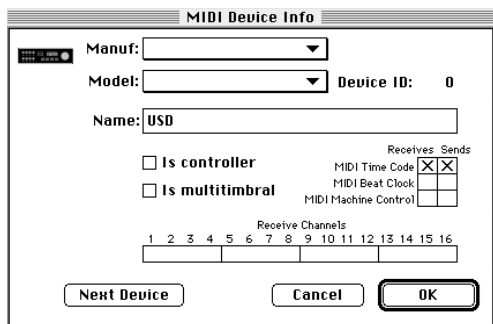 MIDI Device Info
Manuf:
Model:
Device ID: 0
Name: USD
Is controller
Is multitimbral
Receives Sends
MIDI Time Code
MIDI Beat Clock
MIDI Machine Control
Receive Channels
1 2 3 4 5 6 7 8 9 10 11 12 13 14 15 16
Next Device Cancel OK